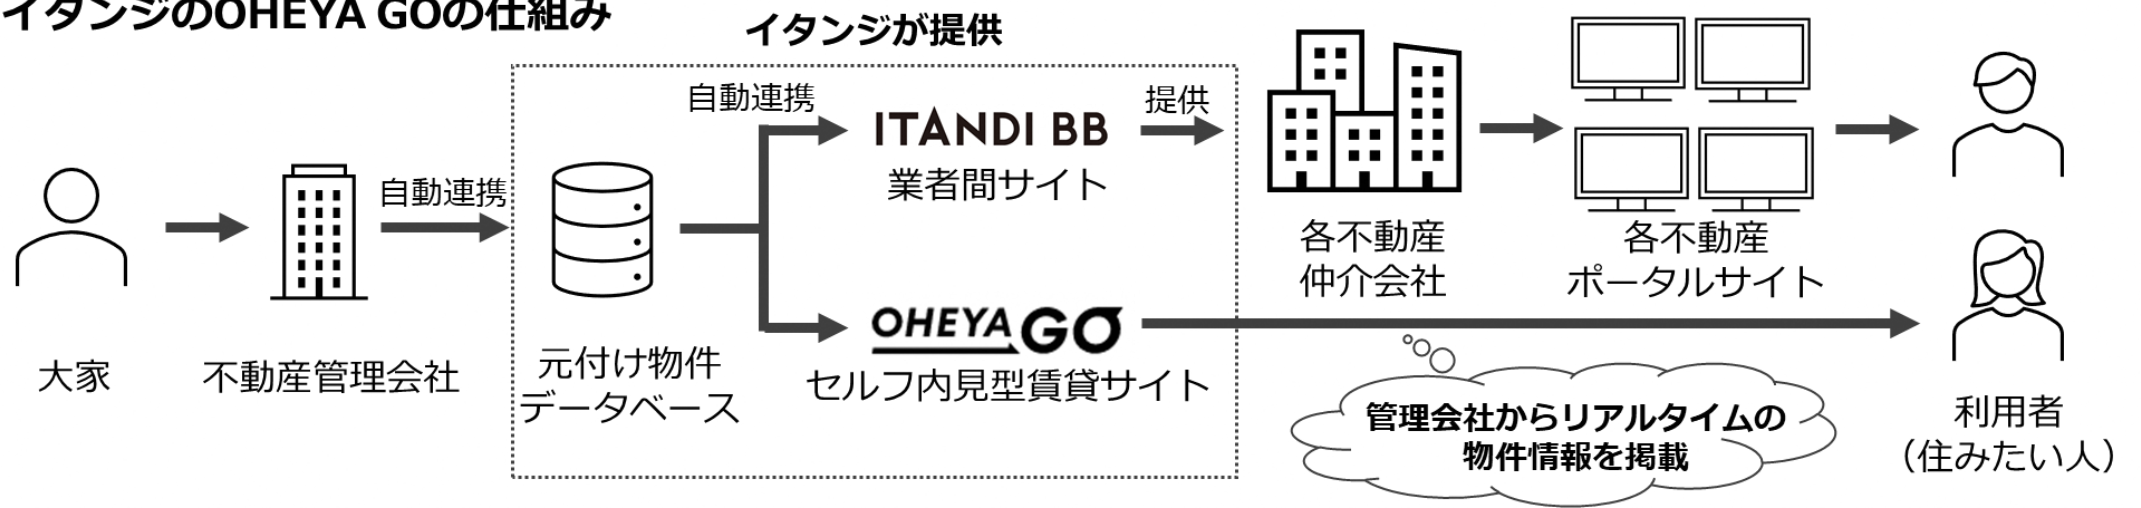 イタンジのOHEYA GOの仕組み
イタンジが提供
自動連携
自動連携
ITANDI BB
業者間サイト
提供
各不動産
仲介会社
各不動産
ポータルサイト
大家
不動産管理会社
元付け物件
データベース
OHEYAGO
セルフ内見型賃貸サイト
管理会社からリアルタイムの
物件情報を掲載
利用者
（住みたい人）